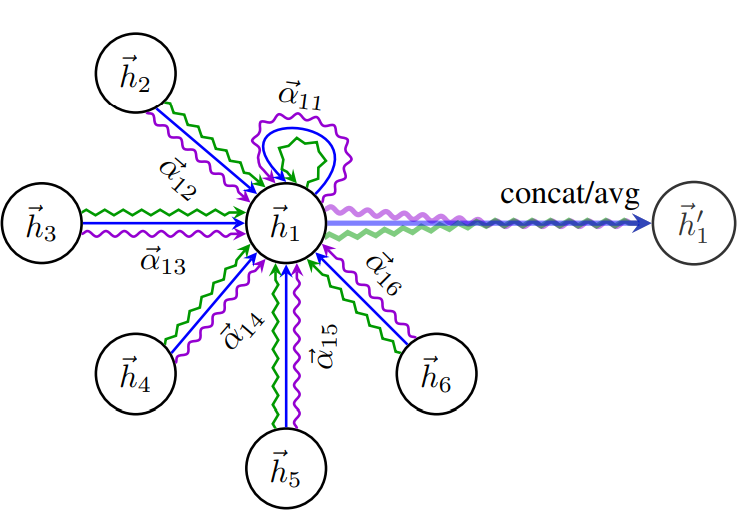 h⃗₂
α⃗₁₁
α⃗₁₂
concat/avg
h⃗₃
h⃗₁
h⃗′₁
α⃗₁₃
α⃗₁₆
α⃗₁₄
α⃗₁₅
h⃗₄
h⃗₆
h⃗₅